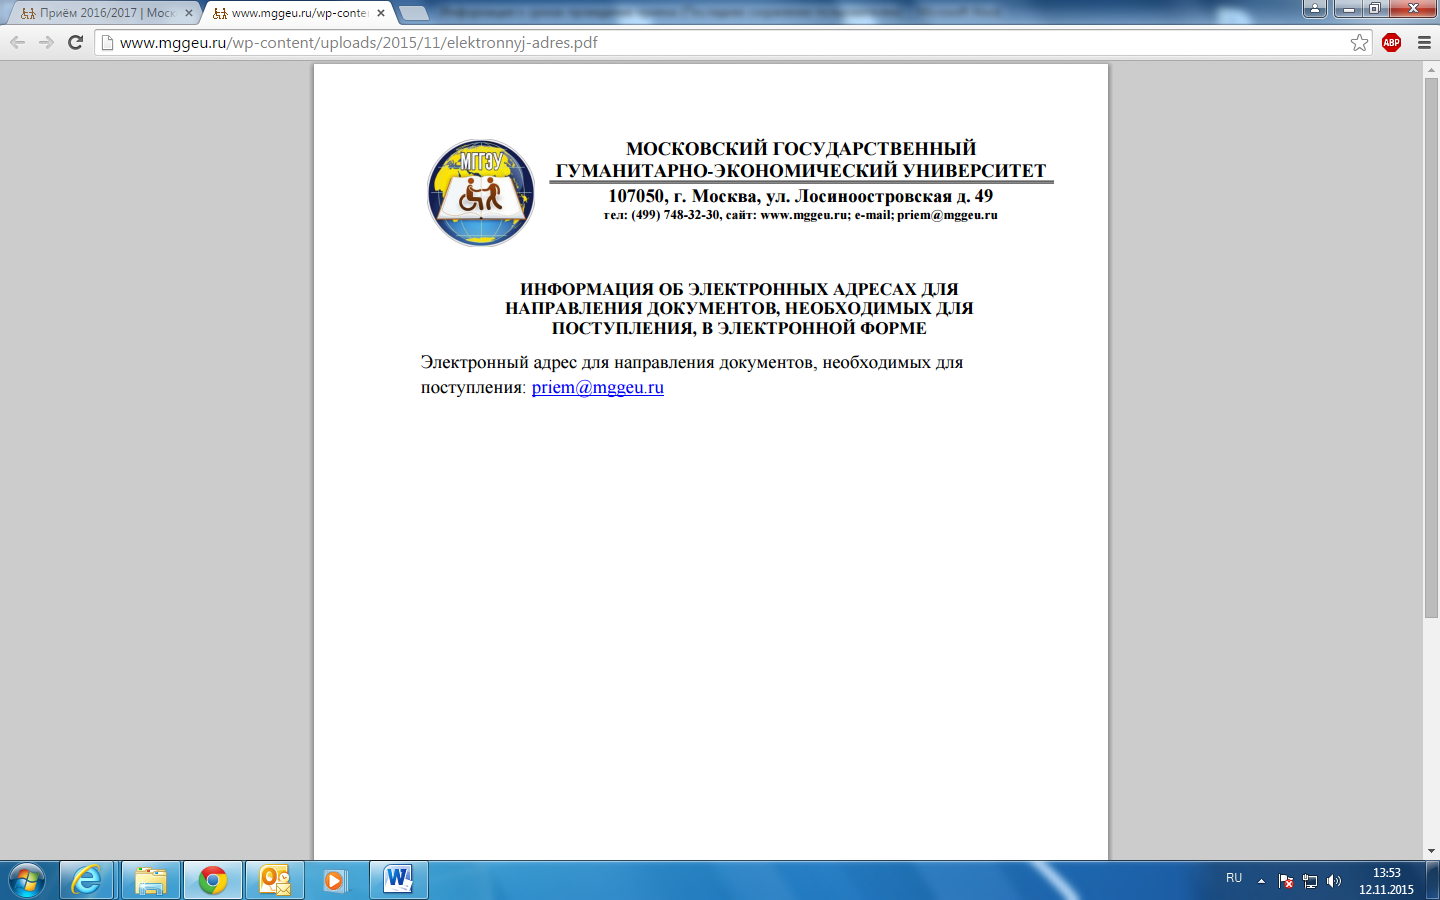 Приём 2016/2017 | Моск
www.mggeu.ru/wp-conte
www.mggeu.ru/wp-content/uploads/2015/11/elektronnyj-adres.pdf
ABP
МГГЭУ
МОСКОВСКИЙ ГОСУДАРСТВЕННЫЙ
ГУМАНИТАРНО-ЭКОНОМИЧЕСКИЙ УНИВЕРСИТЕТ
107050, г. Москва, ул. Лосиноостровская д. 49
тел: (499) 748-32-30, сайт: www.mggeu.ru; e-mail; priem@mggeu.ru
ИНФОРМАЦИЯ ОБ ЭЛЕКТРОННЫХ АДРЕСАХ ДЛЯ
НАПРАВЛЕНИЯ ДОКУМЕНТОВ, НЕОБХОДИМЫХ ДЛЯ
ПОСТУПЛЕНИЯ, В ЭЛЕКТРОННОЙ ФОРМЕ
Электронный адрес для направления документов, необходимых для
поступления: priem@mggeu.ru
RU
13:53
12.11.2015